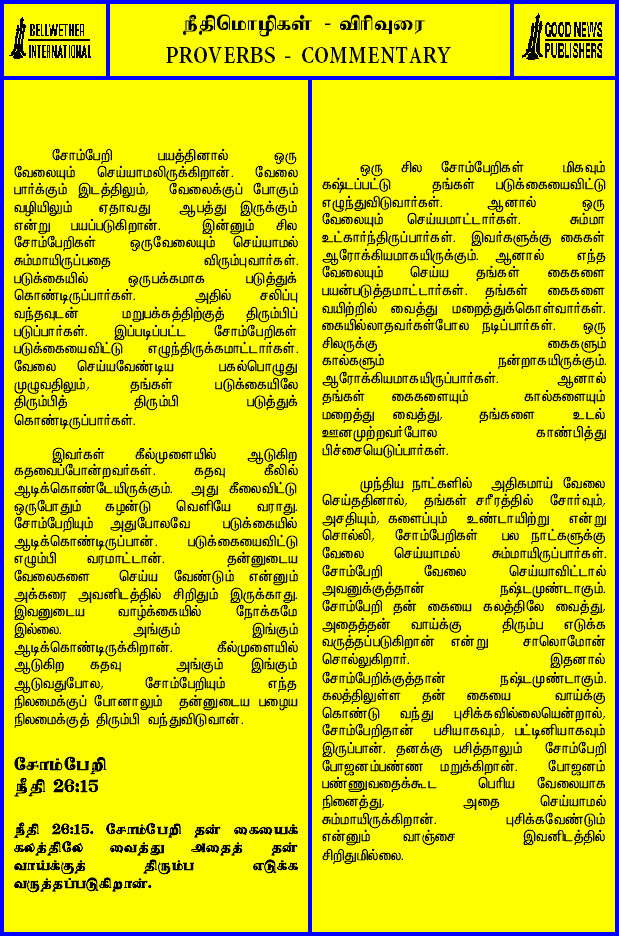 BELLWETHER
INTERNATIONAL
நீதிமொழிகள் - விரிவுரை
PROVERBS - COMMENTARY
GOOD NEWS
PUBLISHERS
சோம்பேறி பயத்தினால் ஒரு
வேலையும் செய்யாமலிருக்கிறான். வேலை
பார்க்கும் இடத்திலும், வேலைக்குப் போகும்
வழியிலும் ஏதாவது ஆபத்து இருக்கும்
என்று பயப்படுகிறான். இன்னும் சில
சோம்பேறிகள் ஒருவேலையும் செய்யாமல்
சும்மாயிருப்பதை விரும்புவார்கள்.
படுக்கையில் ஒருபக்கமாக படுத்துக்
கொண்டிருப்பார்கள். அதில் சலிப்பு
வந்தவுடன் மறுபக்கத்திற்குத் திரும்பிப்
படுப்பார்கள். இப்படிப்பட்ட சோம்பேறிகள்
படுக்கையைவிட்டு எழுந்திருக்கமாட்டார்கள்.
வேலை செய்யவேண்டிய பகல்பொழுது
முழுவதிலும், தங்கள் படுக்கையிலே
திரும்பித் திரும்பி படுத்துக்
கொண்டிருப்பார்கள்.
இவர்கள் கீல்முளையில் ஆடுகிற
கதவைப்போன்றவர்கள். கதவு கீலில்
ஆடிக்கொண்டேயிருக்கும். அது கீலைவிட்டு
ஒருபோதும் கழன்டு வெளியே வராது.
சோம்பேறியும் அதுபோலவே படுக்கையில்
ஆடிக்கொண்டிருப்பான். படுக்கையைவிட்டு
எழும்பி வரமாட்டான். தன்னுடைய
வேலைகளை செய்ய வேண்டும் என்னும்
அக்கரை அவனிடத்தில் சிறிதும் இருக்காது.
இவனுடைய வாழ்க்கையில் நோக்கமே
இல்லை. அங்கும் இங்கும்
ஆடிக்கொண்டிருக்கிறான். கீல்முளையில்
ஆடுகிற கதவு அங்கும் இங்கும்
ஆடுவதுபோல, சோம்பேறியும் எந்த
நிலமைக்குப் போனாலும் தன்னுடைய பழைய
நிலமைக்குத் திரும்பி வந்துவிடுவான்.
சோம்பேறி
நீதி 26:15
நீதி 26:15. சோம்பேறி தன் கையைக்
கலத்திலே வைத்து அதைத் தன்
வாய்க்குத் திரும்ப எடுக்க
வருத்தப்படுகிறான்.
ஒரு சில சோம்பேறிகள் மிகவும்
கஷ்டப்பட்டு தங்கள் படுக்கையைவிட்டு
எழுந்துவிடுவார்கள். ஆனால் ஒரு
வேலையும் செய்யமாட்டார்கள். சும்மா
உட்கார்ந்திருப்பார்கள். இவர்களுக்கு கைகள்
ஆரோக்கியமாகயிருக்கும். ஆனால் எந்த
வேலையும் செய்ய தங்கள் கைகளை
பயன்படுத்தமாட்டார்கள். தங்கள் கைகளை
வயிற்றில் வைத்து மறைத்துக்கொள்வார்கள்.
கையில்லாதவர்கள்போல நடிப்பார்கள். ஒரு
சிலருக்கு கைகளும்
கால்களும் நன்றாகயிருக்கும்.
ஆரோக்கியமாகயிருப்பார்கள். ஆனால்
தங்கள் கைகளையும் கால்களையும்
மறைத்து வைத்து, தங்களை உடல்
ஊனமுற்றவர்போல காண்பித்து
பிச்சையெடுப்பார்கள்.
முந்திய நாட்களில் அதிகமாய் வேலை
செய்ததினால், தங்கள் சரீரத்தில் சோர்வும்,
அசதியும், களைப்பும் உண்டாயிற்று என்று
சொல்லி, சோம்பேறிகள் பல நாட்களுக்கு
வேலை செய்யாமல் சும்மாயிருப்பார்கள்.
சோம்பேறி வேலை செய்யாவிட்டால்
அவனுக்குத்தான் நஷ்டமுண்டாகும்.
சோம்பேறி தன் கையை கலத்திலே வைத்து,
அதைத்தன் வாய்க்கு திரும்ப எடுக்க
வருத்தப்படுகிறான் என்று சாலொமோன்
சொல்லுகிறார். இதனால்
சோம்பேறிக்குத்தான் நஷ்டமுண்டாகும்.
கலத்திலுள்ள தன் கையை வாய்க்கு
கொண்டு வந்து புசிக்கவில்லையென்றால்,
சோம்பேறிதான் பசியாகவும், பட்டினியாகவும்
இருப்பான். தனக்கு பசித்தாலும் சோம்பேறி
போஜனம்பண்ண மறுக்கிறான். போஜனம்
பண்ணுவதைக்கூட பெரிய வேலையாக
நினைத்து, அதை செய்யாமல்
சும்மாயிருக்கிறான். புசிக்கவேண்டும்
என்னும் வாஞ்சை இவனிடத்தில்
சிறிதுமில்லை.